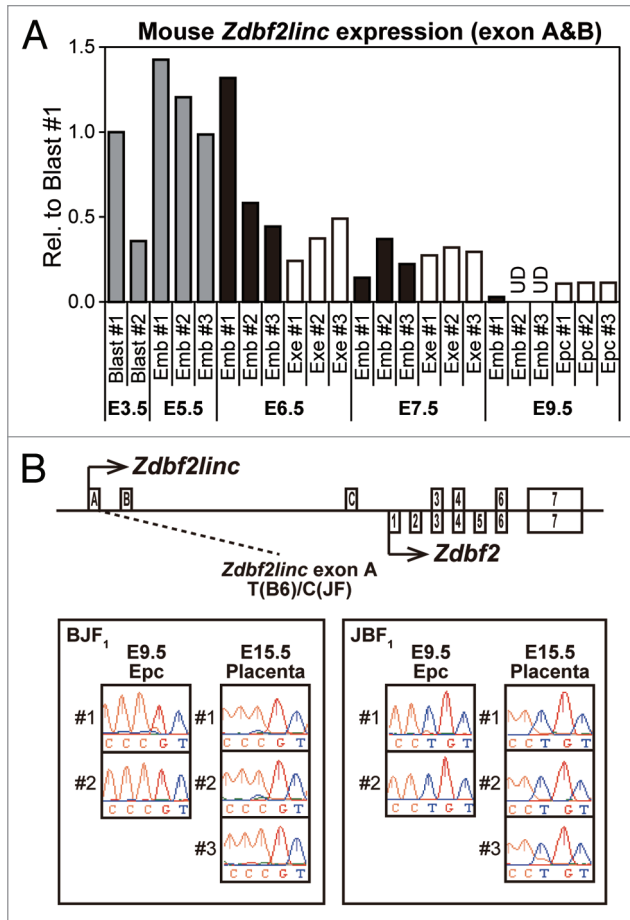 A
Mouse Zdbf2linc expression (exon A&B)
Rel. to Blast #1
1.5
1.0
0.5
0.0
UD
UD
Blast #1
Blast #2
Emb #1
Emb #2
Emb #3
Emb #1
Emb #2
Emb #3
Exe #1
Exe #2
Exe #3
Emb #1
Emb #2
Emb #3
Exe #1
Exe #2
Exe #3
Emb #1
Emb #2
Emb #3
Epc #1
Epc #2
Epc #3
E3.5 E5.5 E6.5 E7.5 E9.5
B
Zdbf2linc
A B C 3 4 6 7
1 2 3 4 5 6 7
Zdbf2
Zdbf2linc exon A
T(B6)/C(JF)
BJF1
E9.5 Epc
E15.5 Placenta
#1
C C C G T
#2
C C C G T
#1
C C C G T
#2
C C C G T
#3
C C C G T
JBF1
E9.5 Epc
E15.5 Placenta
#1
C C T G T
#2
C C T G T
#1
C C T G T
#2
C C T G T
#3
C C T G T